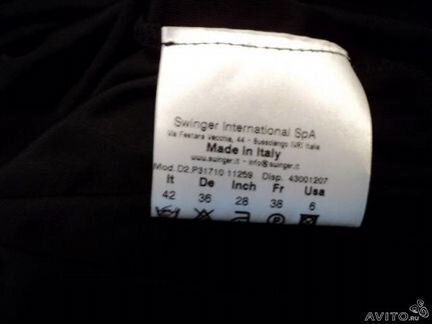 Swinger International SpA
Via Festara Vecchia, 44 - Bussolengo (VR) Italia
Made in Italy
www.swinger.it - info@swinger.it
Mod. D2.P31710 11259 Disp. 43001207
It De Inch Fr Usa
42 36 28 38 6
AVITO.ru